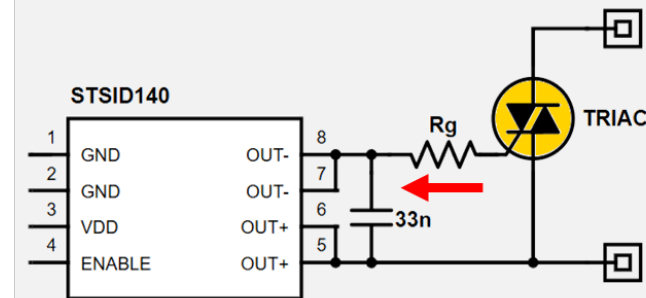 STSID140
1 GND OUT- 8
2 GND OUT- 7
3 VDD OUT+ 6
4 ENABLE OUT+ 5
Rg
33n
TRIAC